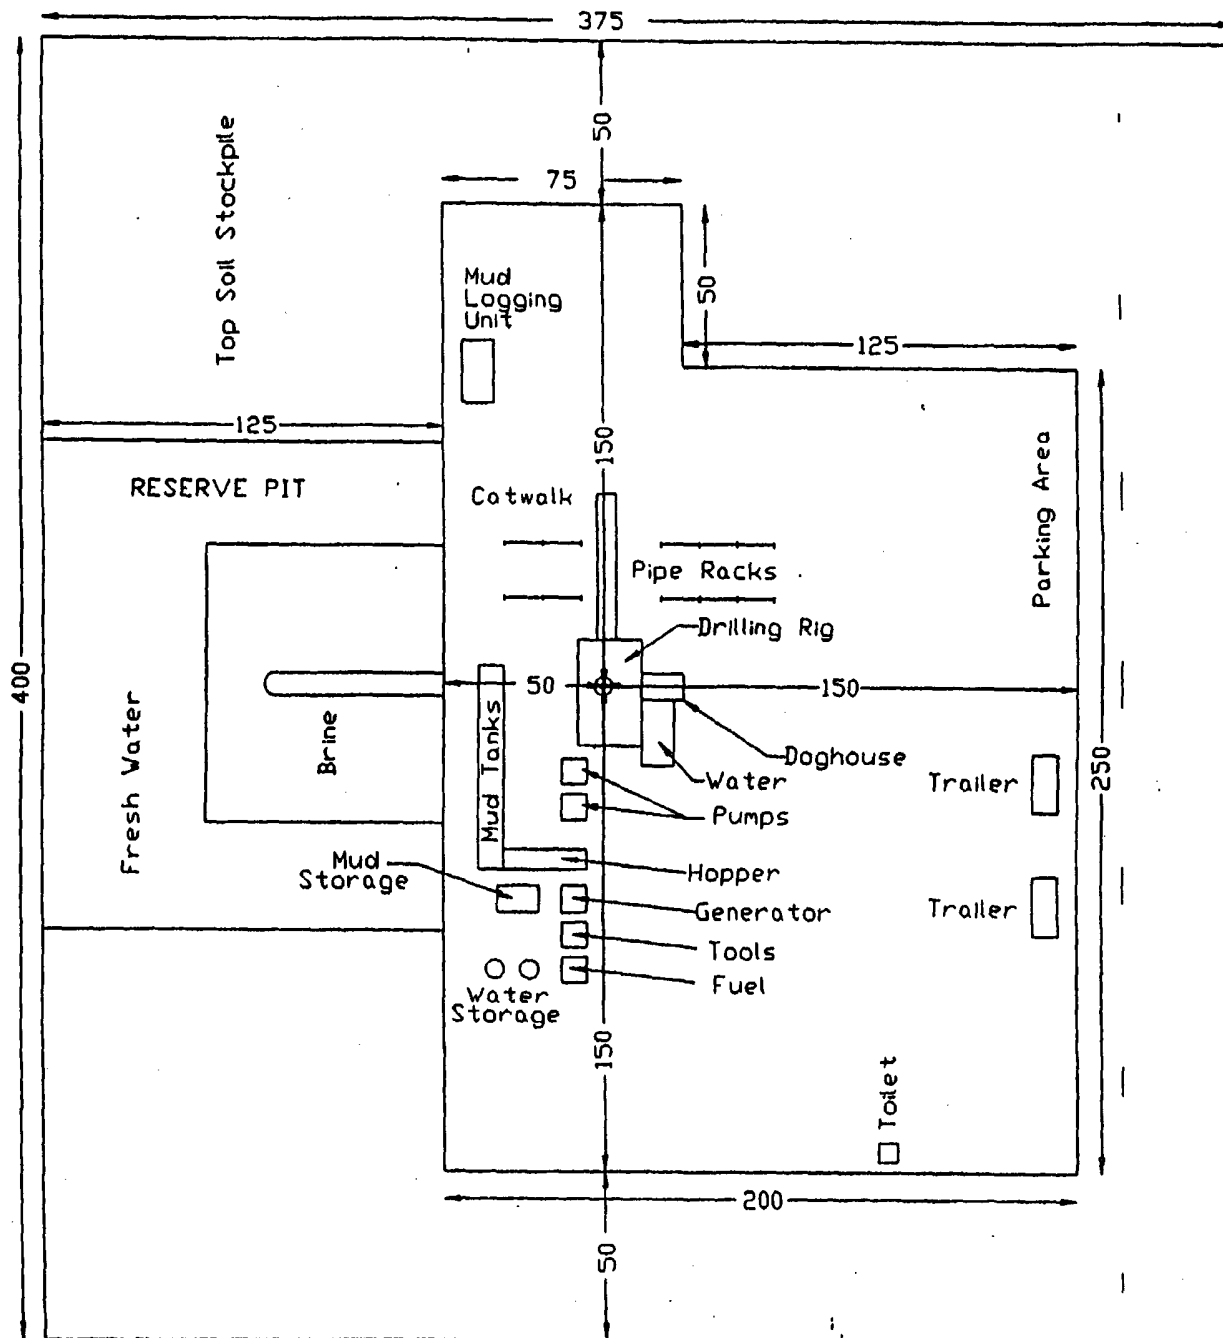 375
50
75
Top Soil Stockpile
Mud
Logging
Unit
50
125
125
150
RESERVE PIT
Catwalk
Parking Area
Pipe Racks
Drilling Rig
400
50
150
Fresh Water
Brine
Mud Tanks
Doghouse
Water
Trailer
250
Pumps
Mud
Storage
Hopper
Generator
Trailer
Tools
Fuel
Water
Storage
150
Toilet
200
50